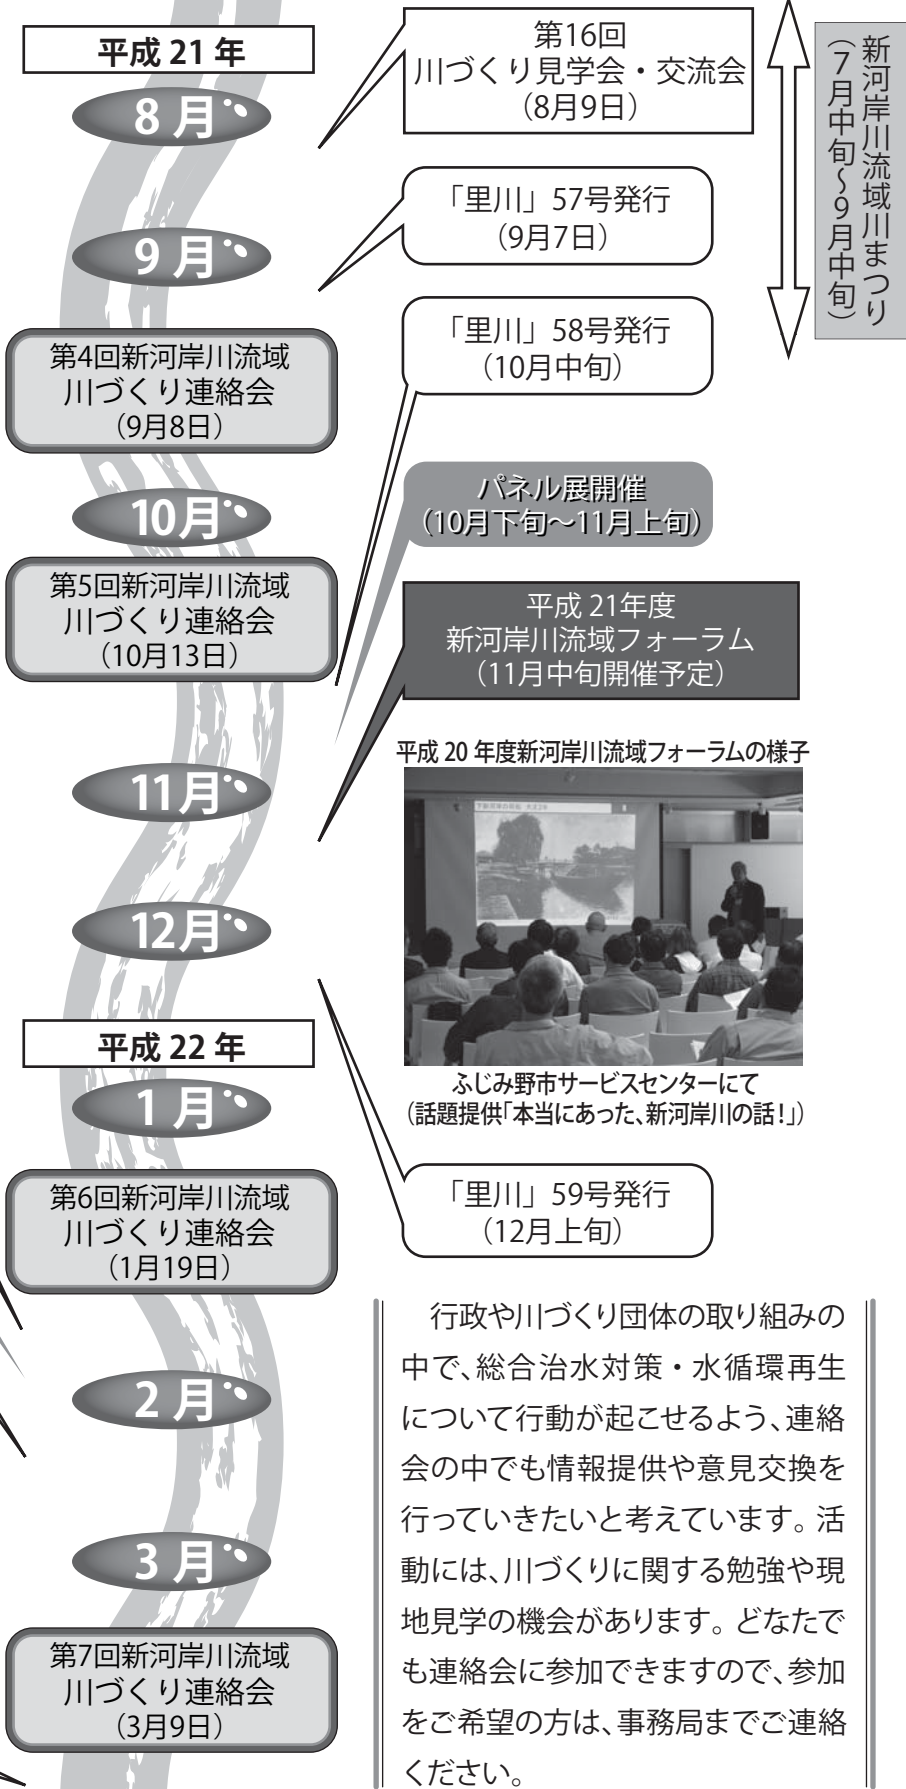 平成 21 年
8 月
9 月
第4回新河岸川流域
川づくり連絡会
(9月8日)
10月
第5回新河岸川流域
川づくり連絡会
(10月13日)
11月
12月
平成 22 年
1 月
第6回新河岸川流域
川づくり連絡会
(1月19日)
2 月
3 月
第7回新河岸川流域
川づくり連絡会
(3月9日)
第16回
川づくり見学会・交流会
(8月9日)
「里川」57号発行
(9月7日)
「里川」58号発行
(10月中旬)
パネル展開催
(10月下旬〜11月上旬)
平成 21年度
新河岸川流域フォーラム
(11月中旬開催予定)
平成 20 年度新河岸川流域フォーラムの様子
ふじみ野市サービスセンターにて
(話題提供「本当にあった、新河岸川の話!」)
「里川」59号発行
(12月上旬)
新河岸川流域川まつり
(7月中旬〜9月中旬)
行政や川づくり団体の取り組みの
中で、総合治水対策・水循環再生
について行動が起こせるよう、連絡
会の中でも情報提供や意見交換を
行っていきたいと考えています。活
動には、川づくりに関する勉強や現
地見学の機会があります。どなたで
も連絡会に参加できますので、参加
をご希望の方は、事務局までご連絡
ください。